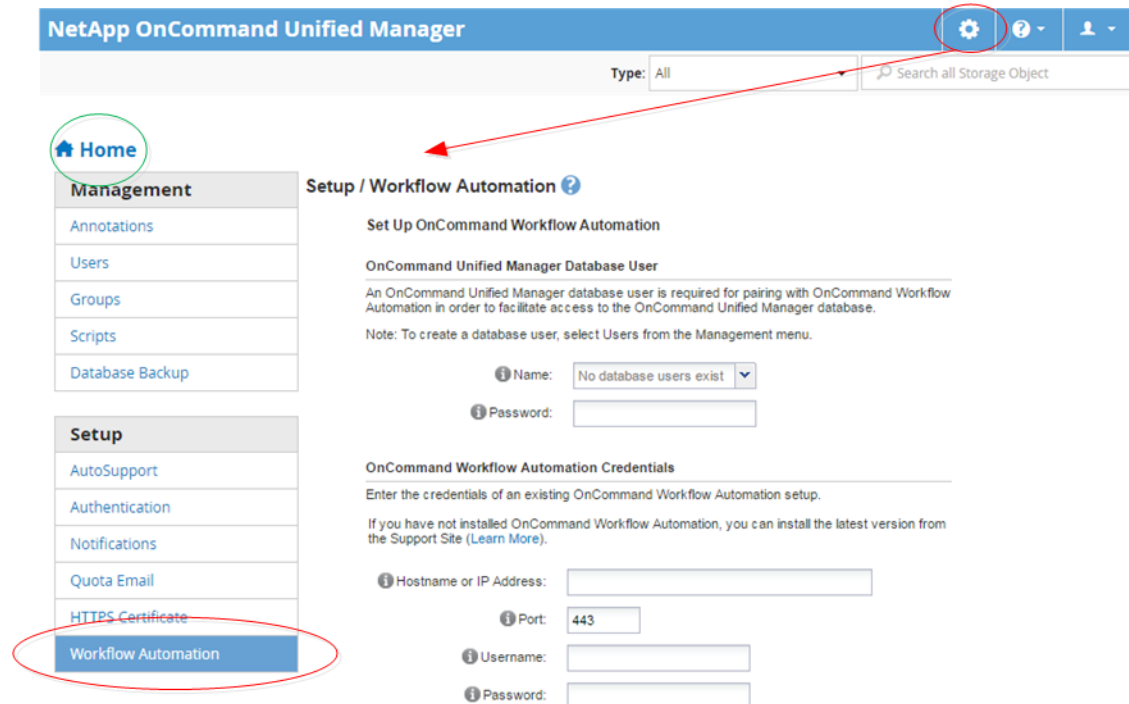 NetApp OnCommand Unified Manager
Type: All Search all Storage Object
Home
Management
Annotations
Users
Groups
Scripts
Database Backup
Setup
AutoSupport
Authentication
Notifications
Quota Email
HTTPS Certificate
Workflow Automation
Setup / Workflow Automation ?
Set Up OnCommand Workflow Automation
OnCommand Unified Manager Database User
An OnCommand Unified Manager database user is required for pairing with OnCommand Workflow
Automation in order to facilitate access to the OnCommand Unified Manager database.
Note: To create a database user, select Users from the Management menu.
Name: No database users exist
Password:
OnCommand Workflow Automation Credentials
Enter the credentials of an existing OnCommand Workflow Automation setup.
If you have not installed OnCommand Workflow Automation, you can install the latest version from
the Support Site (Learn More).
Hostname or IP Address:
Port: 443
Username:
Password: